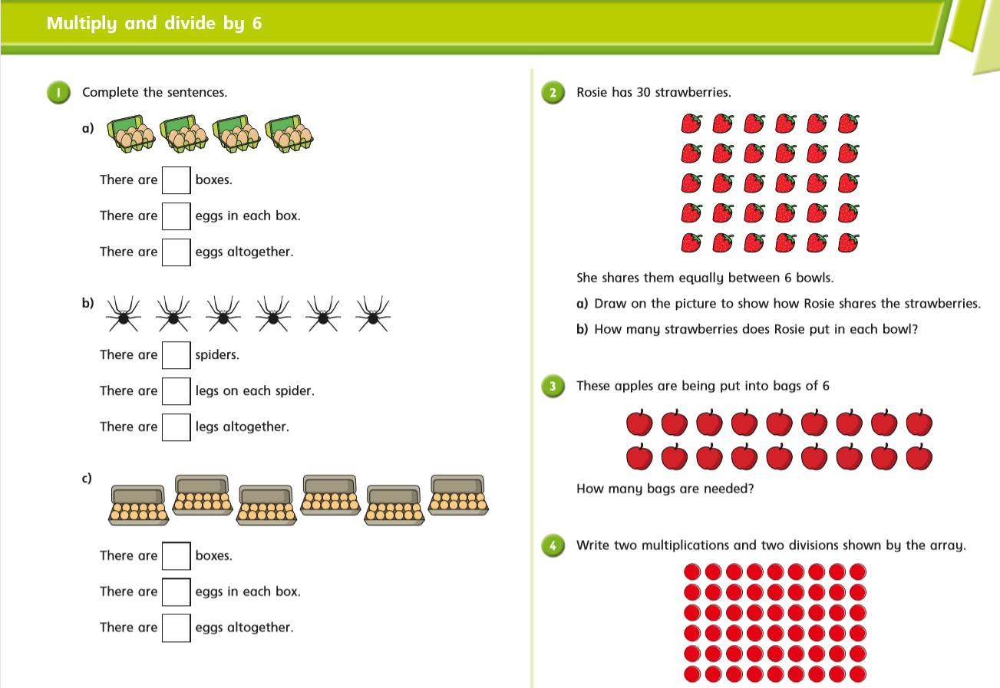 Multiply and divide by 6
1 Complete the sentences.
a)
There are boxes.
There are eggs in each box.
There are eggs altogether.
b)
There are spiders.
There are legs on each spider.
There are legs altogether.
c)
There are boxes.
There are eggs in each box.
There are eggs altogether.
2 Rosie has 30 strawberries.
She shares them equally between 6 bowls.
a) Draw on the picture to show how Rosie shares the strawberries.
b) How many strawberries does Rosie put in each bowl?
3 These apples are being put into bags of 6
How many bags are needed?
4 Write two multiplications and two divisions shown by the array.